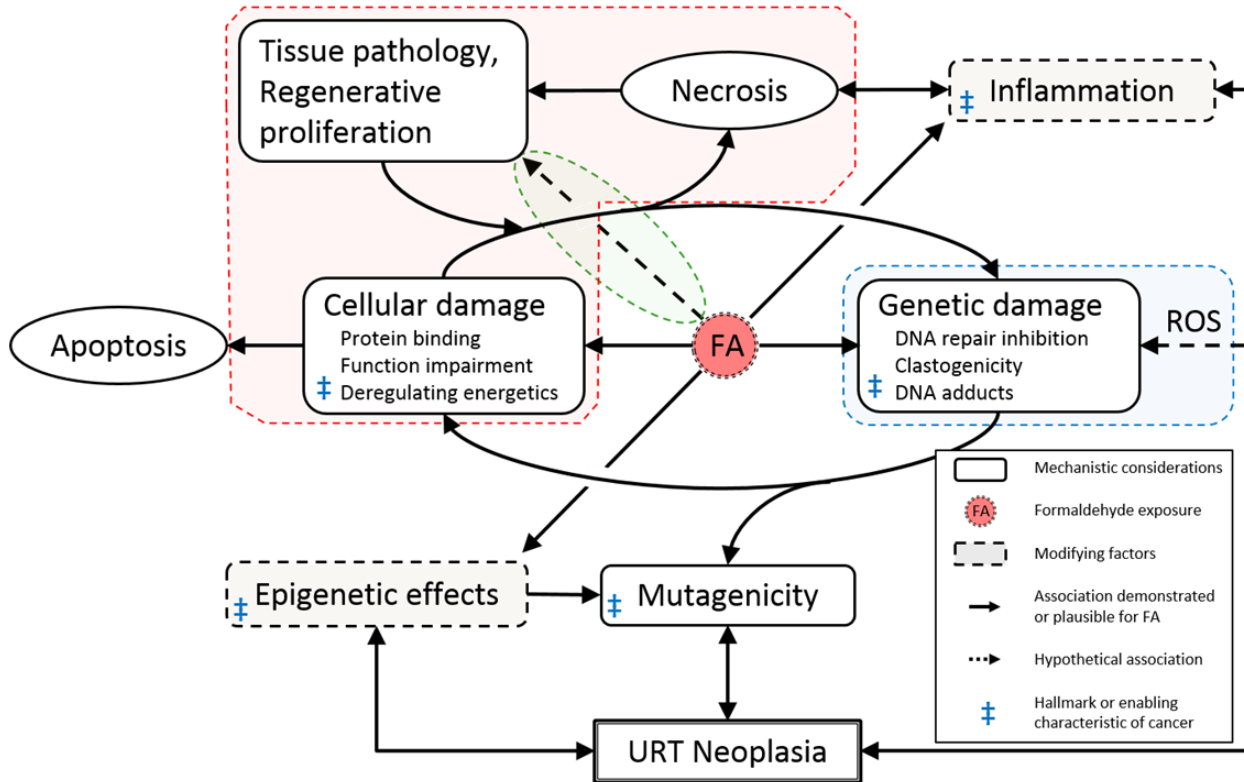 Tissue pathology,
Regenerative
proliferation
Necrosis
‡ Inflammation
Apoptosis
Cellular damage
Protein binding
Function impairment
‡ Deregulating energetics
FA
Genetic damage
DNA repair inhibition
Clastogenicity
‡ DNA adducts
ROS
‡ Epigenetic effects
‡ Mutagenicity
URT Neoplasia
Mechanistic considerations
FA Formaldehyde exposure
Modifying factors
Association demonstrated
or plausible for FA
Hypothetical association
‡ Hallmark or enabling
characteristic of cancer